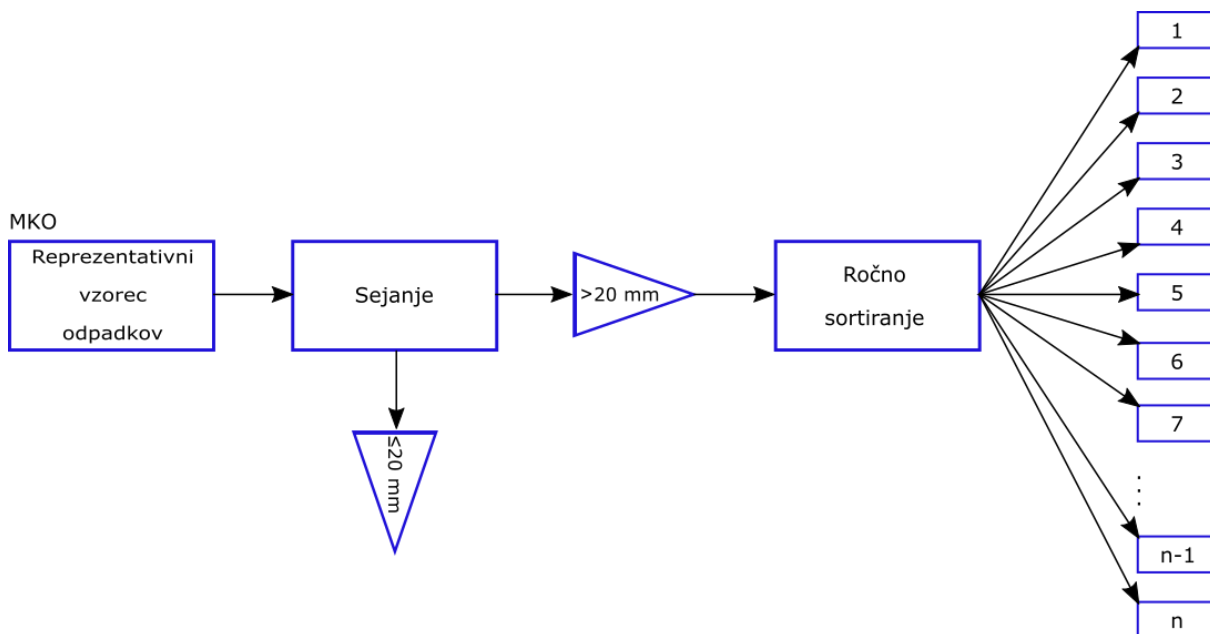 MKO
Reprezentativni
vzorec
odpadkov
Sejanje
≤20 mm
>20 mm
Ročno
sortiranje
1
2
3
4
5
6
7
...
n-1
n